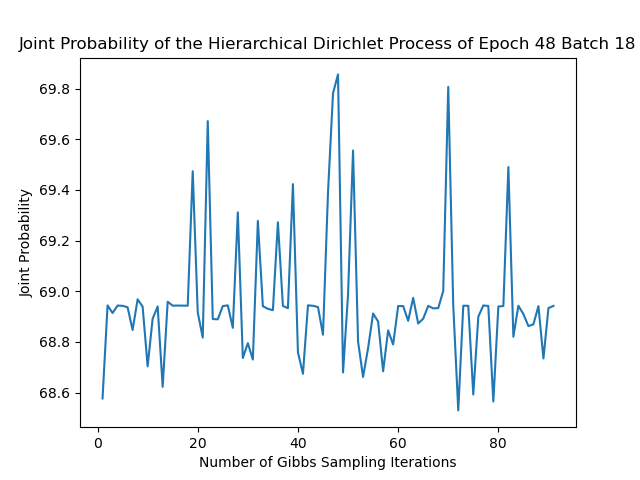 Joint Probability of the Hierarchical Dirichlet Process of Epoch 48 Batch 18
69.8
69.6
69.4
69.2
69.0
68.8
68.6
Joint Probability
0 20 40 60 80
Number of Gibbs Sampling Iterations